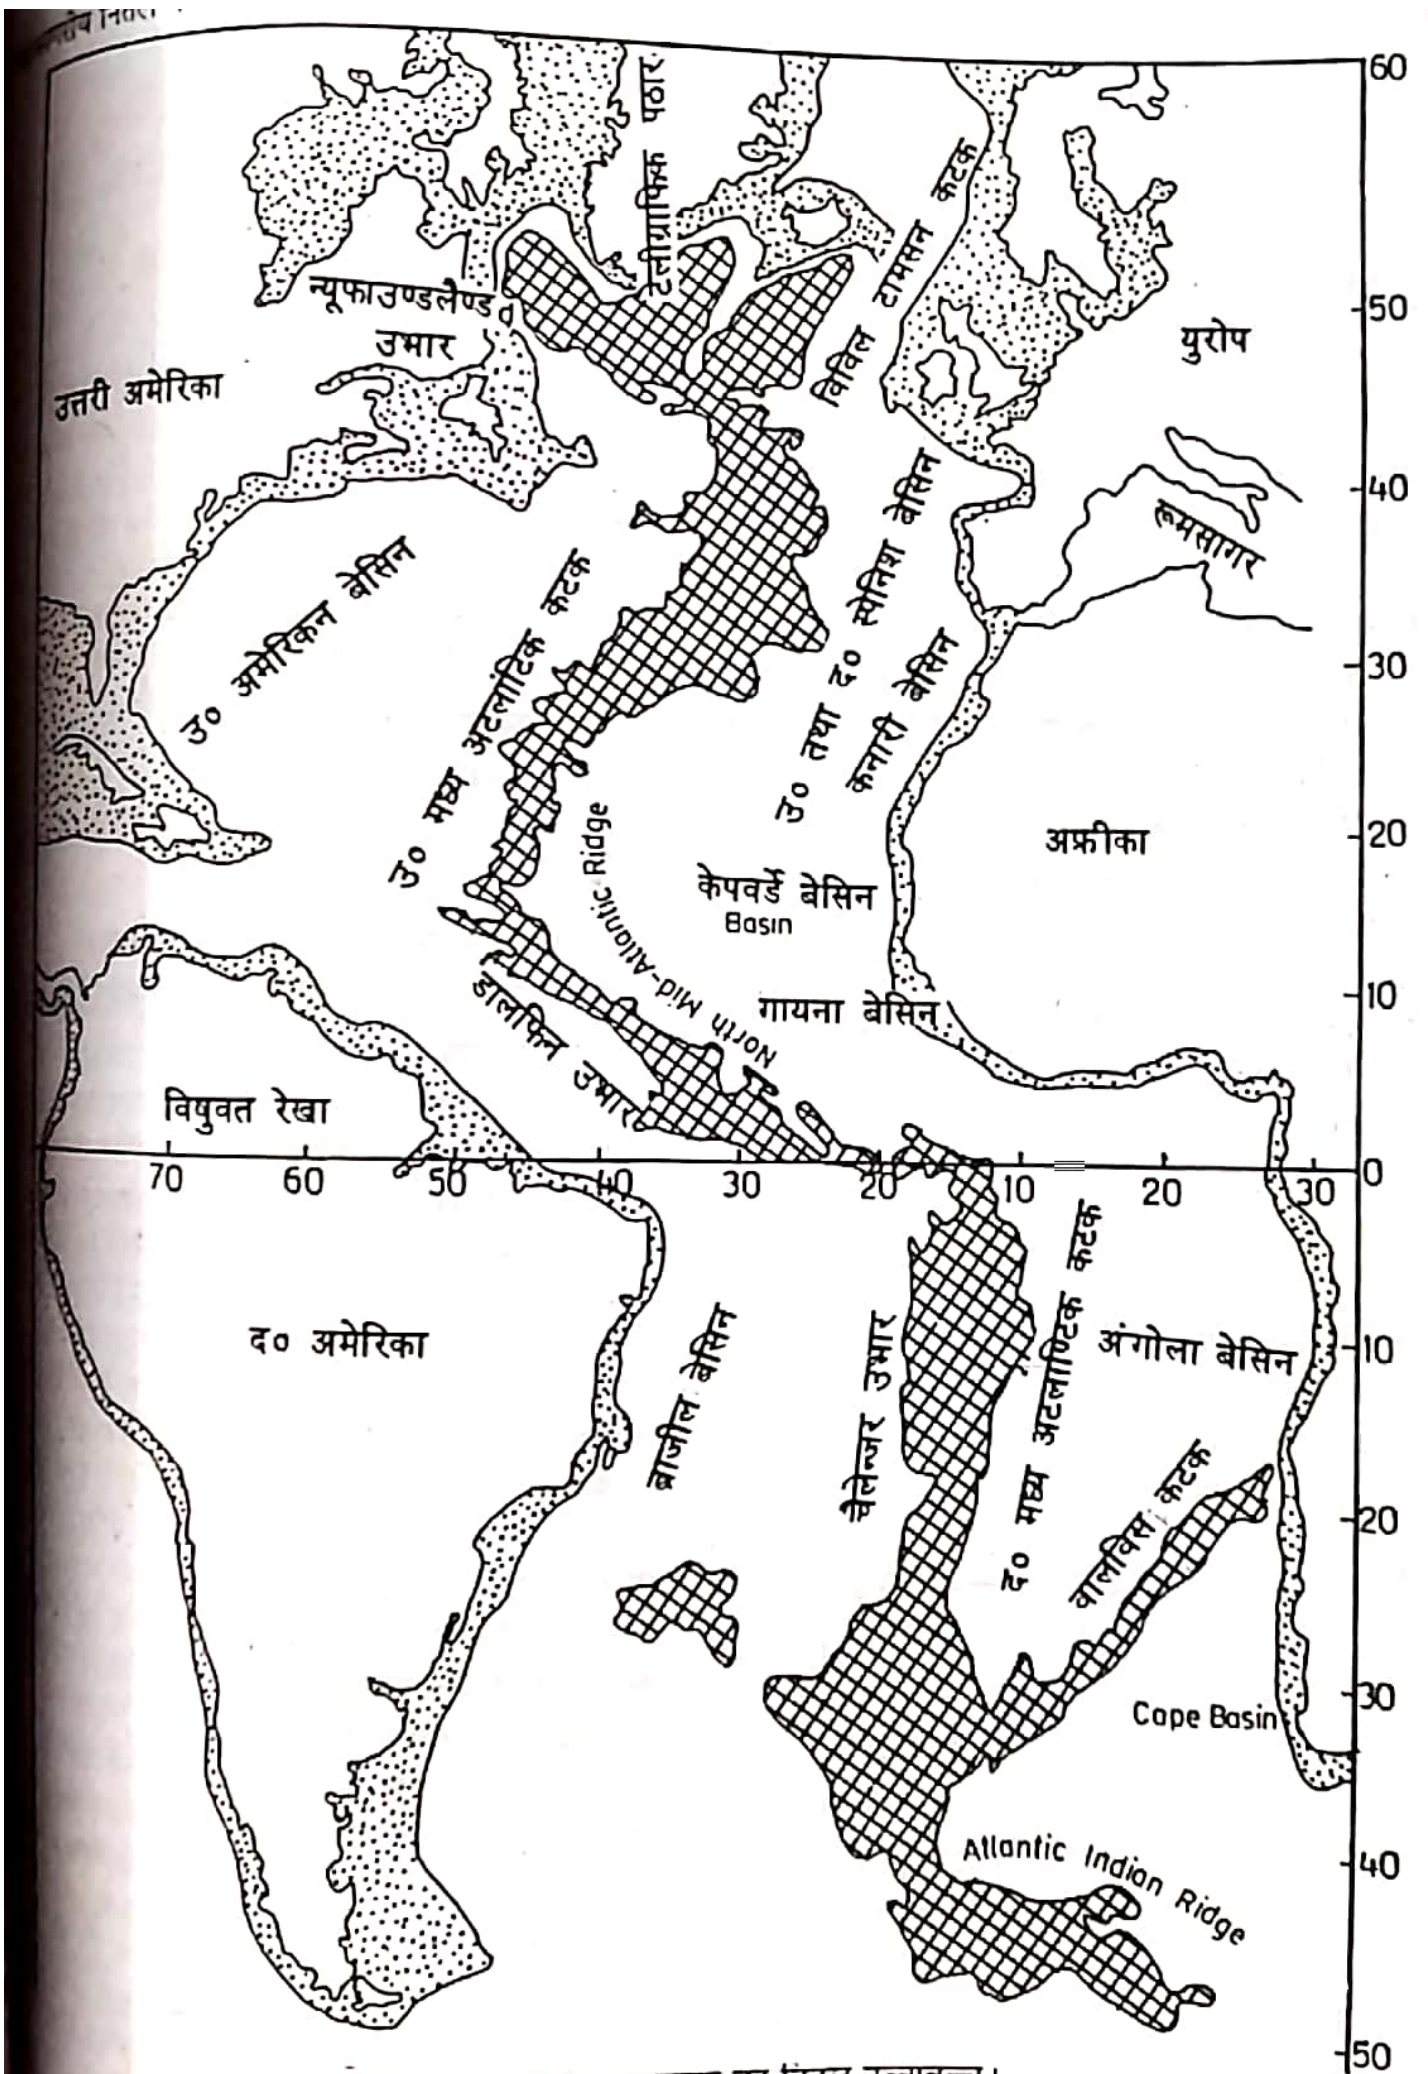 60
टेलीग्राफिक पठार
विविल टामसन कटक
न्यूफाउण्डलैण्ड
उभार
50
युरोप
उत्तरी अमेरिका
40
रूमसागर
उ० अमेरिकन बेसिन
उ० मध्य अटलांटिक कटक
उ० तथा द० स्पेनिश बेसिन
कनारी बेसिन
30
20
अफ्रीका
केपवर्डे बेसिन
Basin
North Mid-Atlantic Ridge
डालफिन उभार
गायना बेसिन
10
वियुवत रेखा
70
60
50
40
30
20
10
20
30
0
द० अमेरिका
ब्राजील बेसिन
चेलेन्जर उभार
द० मध्य अटलाण्टिक कटक
अंगोला बेसिन
10
वालविस कटक
20
Cape Basin
30
Atlantic Indian Ridge
40
50